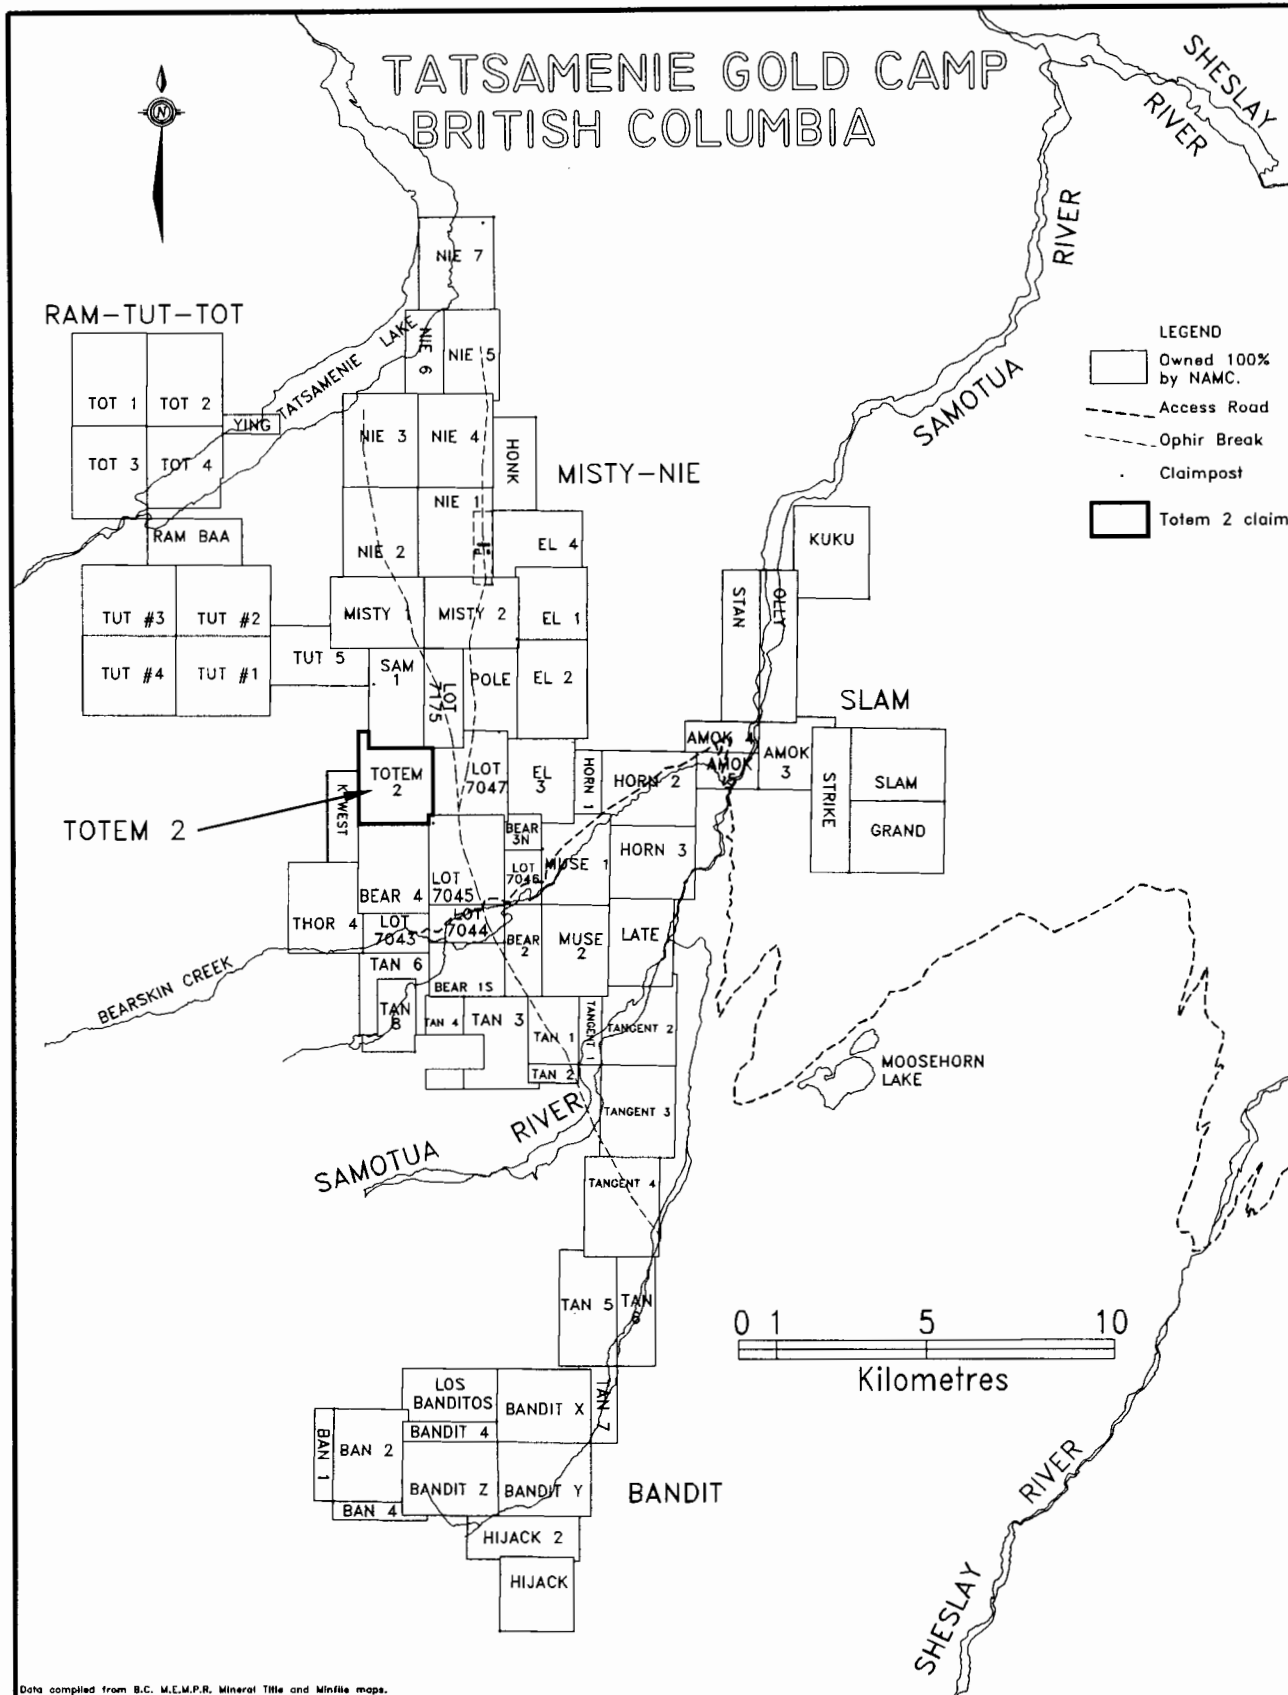 TATSAMENIE GOLD CAMP
BRITISH COLUMBIA
N
SHESLAY
RIVER
RIVER
SAMOTUA
RAM-TUT-TOT
TATSAMENIE LAKE
NIE 7
NIE 6
NIE 5
LEGEND
Owned 100%
by NAMC.
Access Road
Ophir Break
Claimpost
Totem 2 claim
TOT 1
TOT 2
YING
TOT 3
TOT 4
NIE 3
NIE 4
HONK
MISTY-NIE
NIE 1
NIE 2
EL 4
RAM BAA
KUKU
TUT #3
TUT #2
MISTY 1
MISTY 2
EL 1
STAN
OLLY
TUT #4
TUT #1
TUT 5
SAM
1
LOT
7175
POLE
EL 2
SLAM
AMOK 4
AMOK
5
AMOK
3
STRIKE
SLAM
GRAND
TOTEM
2
K WEST
TOTEM 2
LOT
7047
EL
3
HORN 1
HORN 2
BEAR
3N
LOT
7046
MUSE 1
HORN 3
BEAR 4
LOT
7045
THOR 4
LOT
7043
LOT
7044
BEAR
2
MUSE
2
LATE
BEARSKIN CREEK
TAN 6
BEAR 1S
TAN
8
TAN 4
TAN 3
TAN 1
TANGENT 1
TANGENT 2
TAN 2
MOOSEHORN
LAKE
TANGENT 3
SAMOTUA
RIVER
TANGENT 4
TAN 5
TAN
6
0 1 5 10
Kilometres
LOS
BANDITOS
BANDIT X
TAN 7
BANDIT 4
BAN 1
BAN 2
BANDIT Z
BANDIT Y
BANDIT
BAN 4
HIJACK 2
HIJACK
RIVER
SHESLAY
Data compiled from B.C. M.E.M.P.R. Mineral Title and Minfile maps.